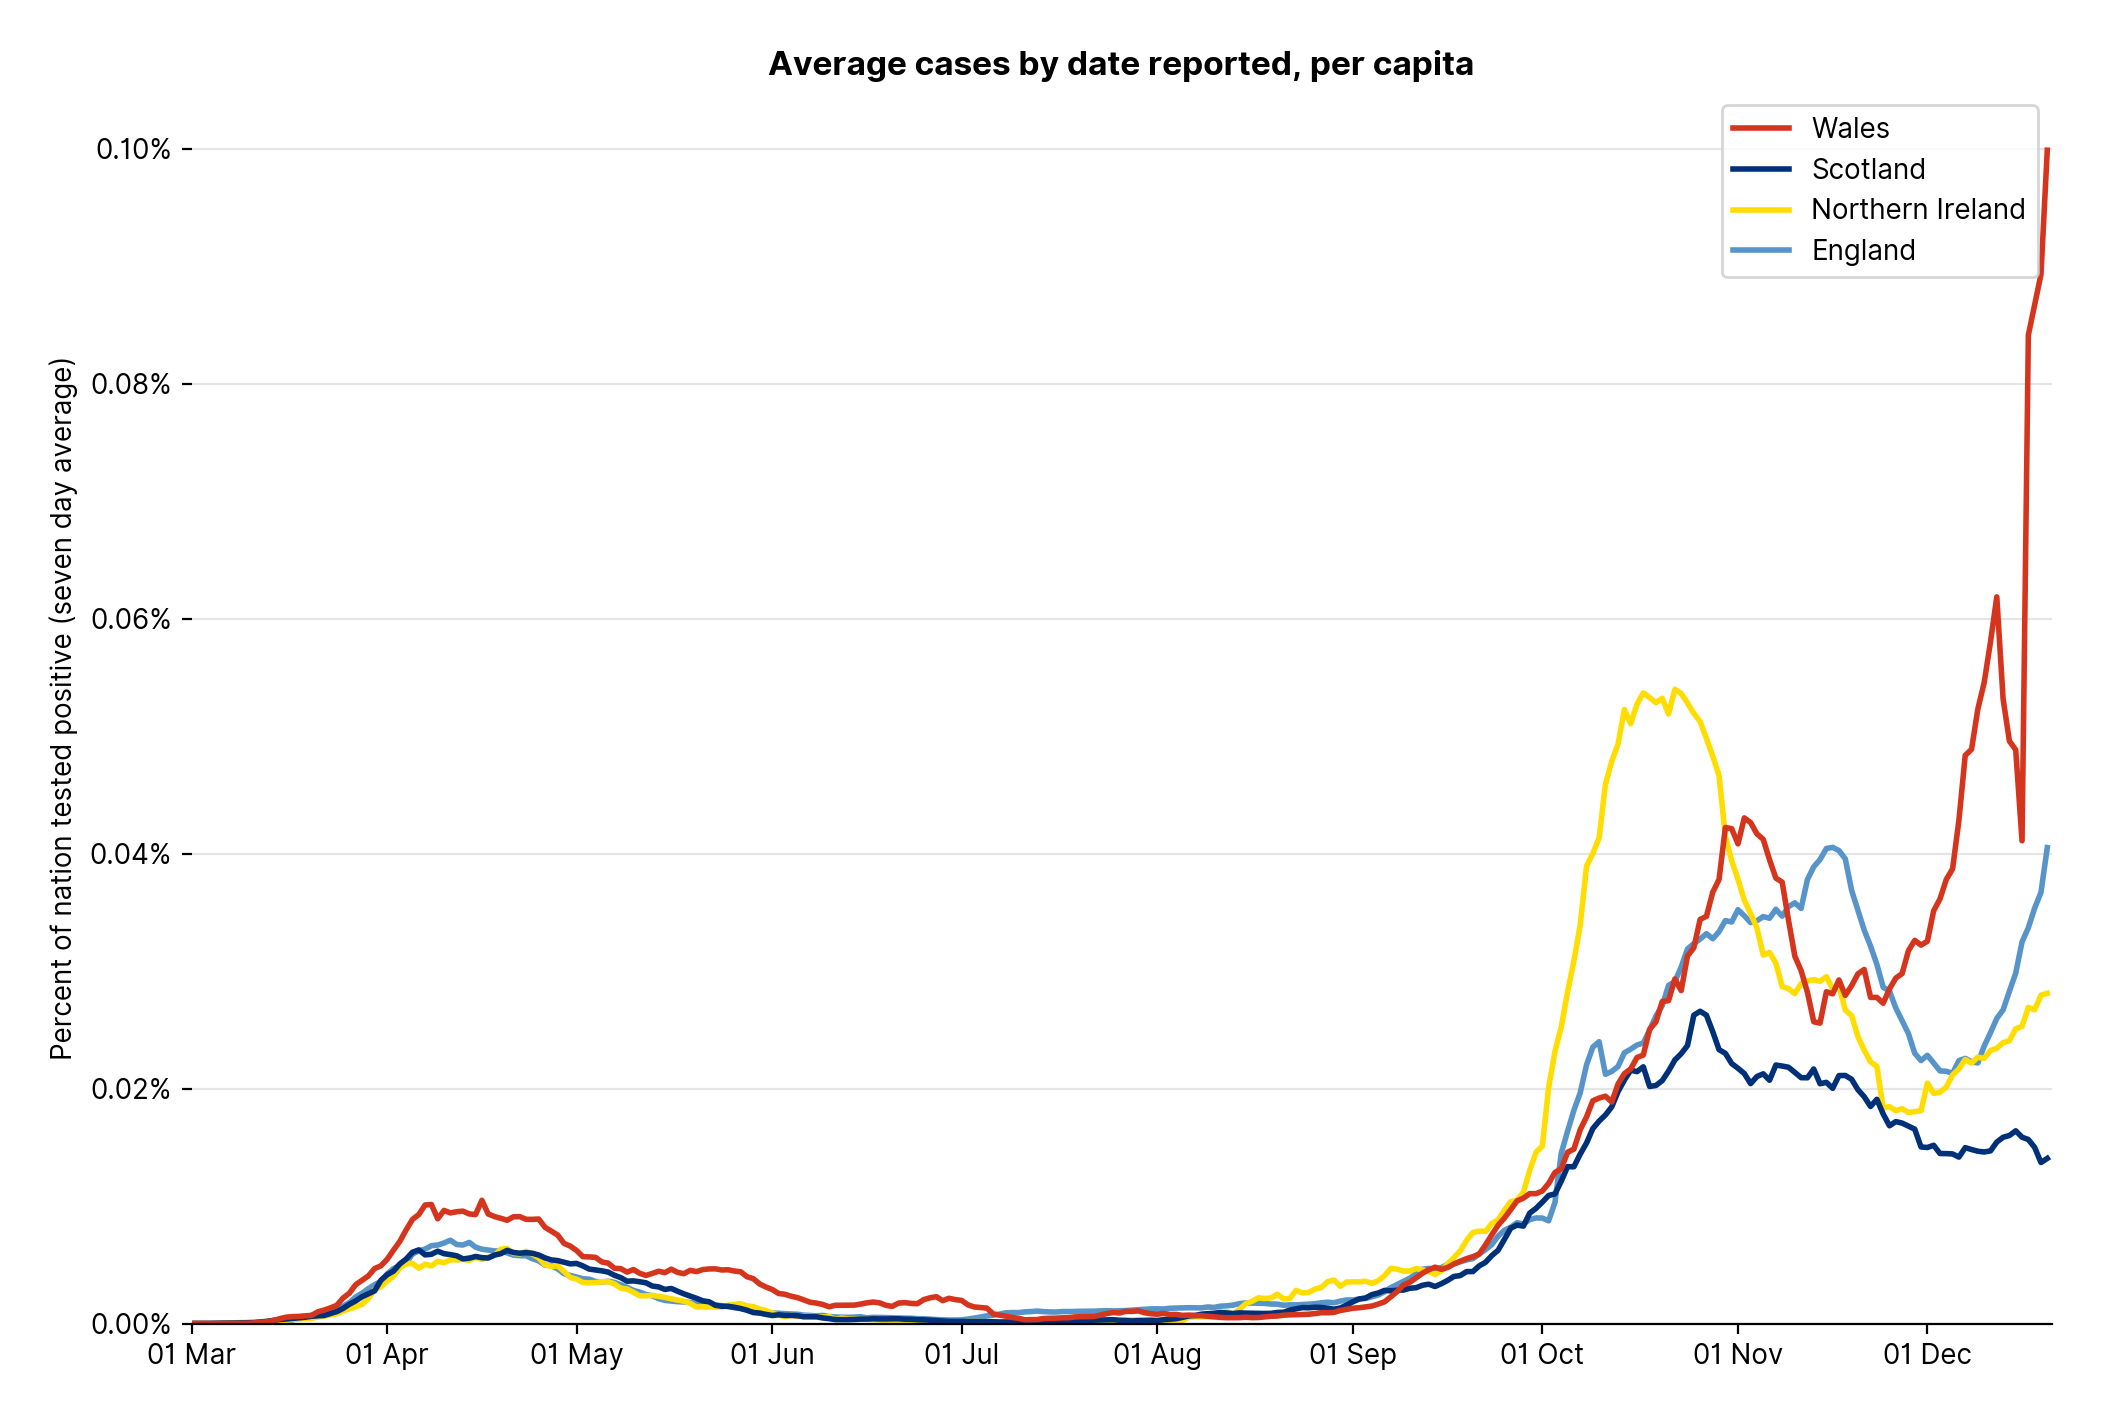 Average cases by date reported, per capita
Wales
Scotland
Northern Ireland
England
Percent of nation tested positive (seven day average)
0.10%
0.08%
0.06%
0.04%
0.02%
0.00%
01 Mar
01 Apr
01 May
01 Jun
01 Jul
01 Aug
01 Sep
01 Oct
01 Nov
01 Dec